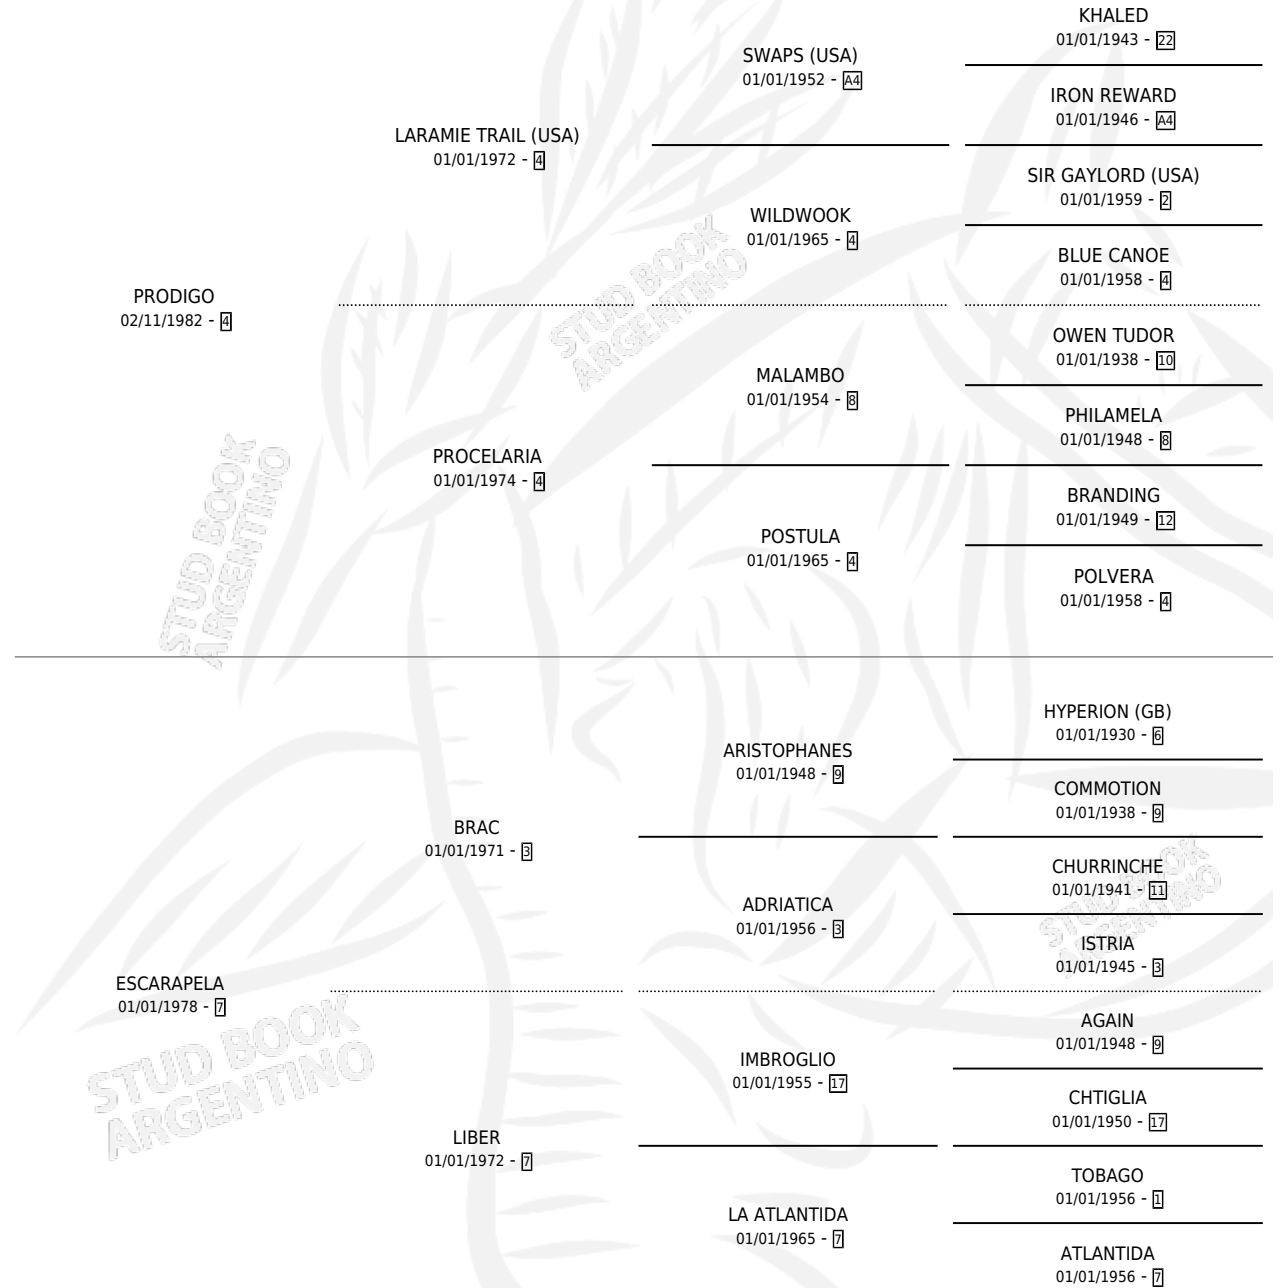 KHALED
01/01/1943 - 22
SWAPS (USA)
01/01/1952 - A4
IRON REWARD
01/01/1946 - A4
LARAMIE TRAIL (USA)
01/01/1972 - 4
SIR GAYLORD (USA)
01/01/1959 - 2
WILDWOOK
01/01/1965 - 4
BLUE CANOE
01/01/1958 - 4
PRODIGO
02/11/1982 - 4
OWEN TUDOR
01/01/1938 - 10
MALAMBO
01/01/1954 - 8
PHILAMELA
01/01/1948 - 8
PROCELARIA
01/01/1974 - 4
BRANDING
01/01/1949 - 12
POSTULA
01/01/1965 - 4
POLVERA
01/01/1958 - 4
HYPERION (GB)
01/01/1930 - 6
ARISTOPHANES
01/01/1948 - 9
COMMOTION
01/01/1938 - 9
BRAC
01/01/1971 - 3
CHURRINCHE
01/01/1941 - 11
ADRIATICA
01/01/1956 - 3
ISTRIA
01/01/1945 - 3
ESCARAPELA
01/01/1978 - 7
AGAIN
01/01/1948 - 9
IMBROGLIO
01/01/1955 - 17
CHTIGLIA
01/01/1950 - 17
LIBER
01/01/1972 - 7
TOBAGO
01/01/1956 - 1
LA ATLANTIDA
01/01/1965 - 7
ATLANTIDA
01/01/1956 - 7
STUD BOOK
ARGENTINO
STUD BOOK
ARGENTINO
STUD BOOK
ARGENTINO
STUD BOOK
ARGENTINO